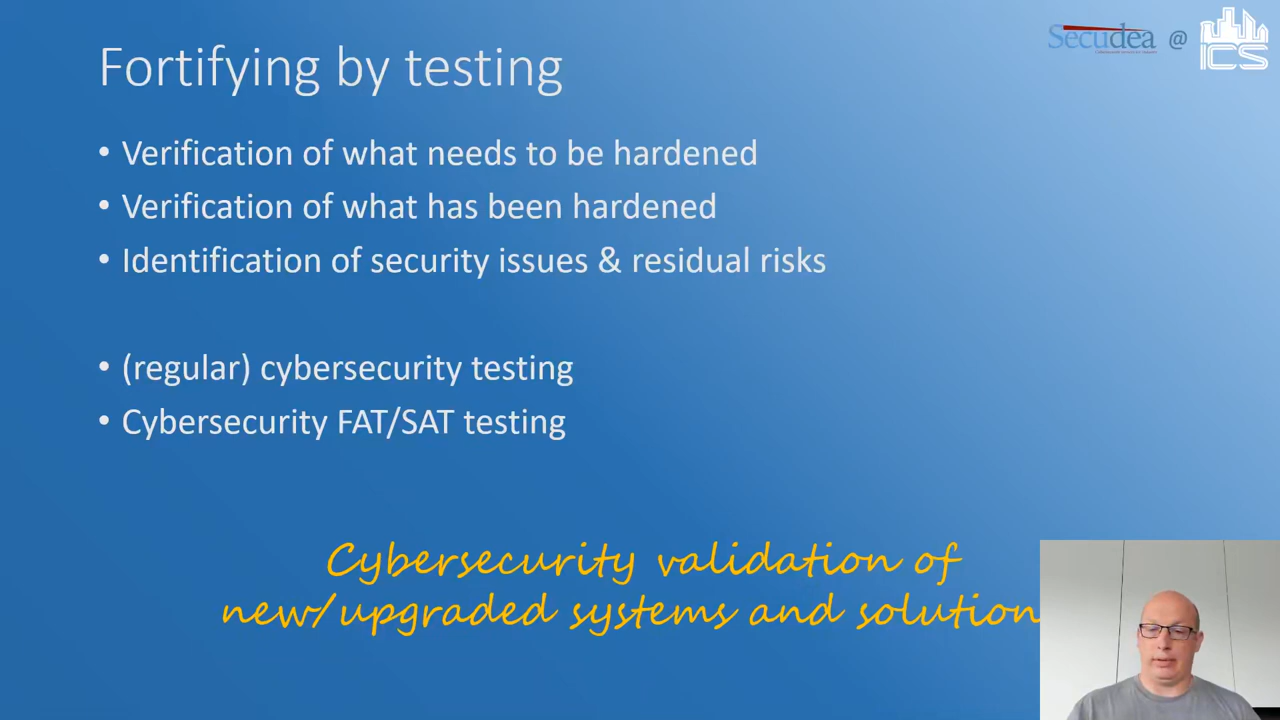 Secudea @ ICS
Fortifying by testing
• Verification of what needs to be hardened
• Verification of what has been hardened
• Identification of security issues & residual risks
• (regular) cybersecurity testing
• Cybersecurity FAT/SAT testing
Cybersecurity validation of
new/upgraded systems and solution